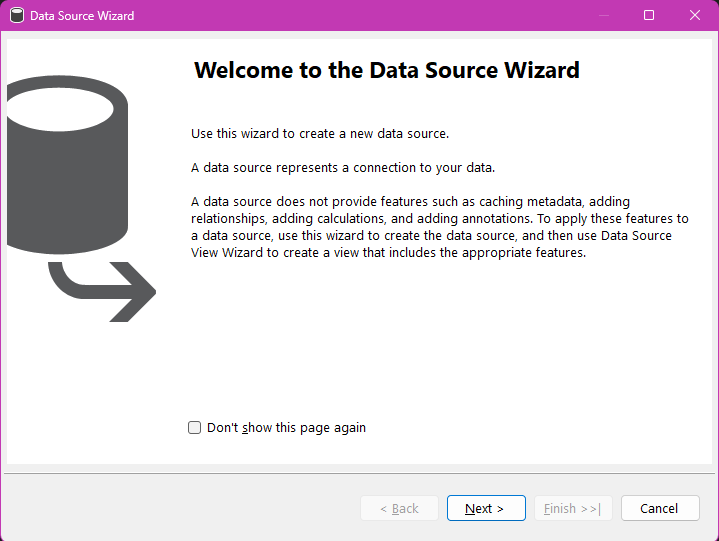 Data Source Wizard
Welcome to the Data Source Wizard
Use this wizard to create a new data source.
A data source represents a connection to your data.
A data source does not provide features such as caching metadata, adding
relationships, adding calculations, and adding annotations. To apply these features to
a data source, use this wizard to create the data source, and then use Data Source
View Wizard to create a view that includes the appropriate features.
Don't show this page again
< Back
Next >
Finish >>|
Cancel